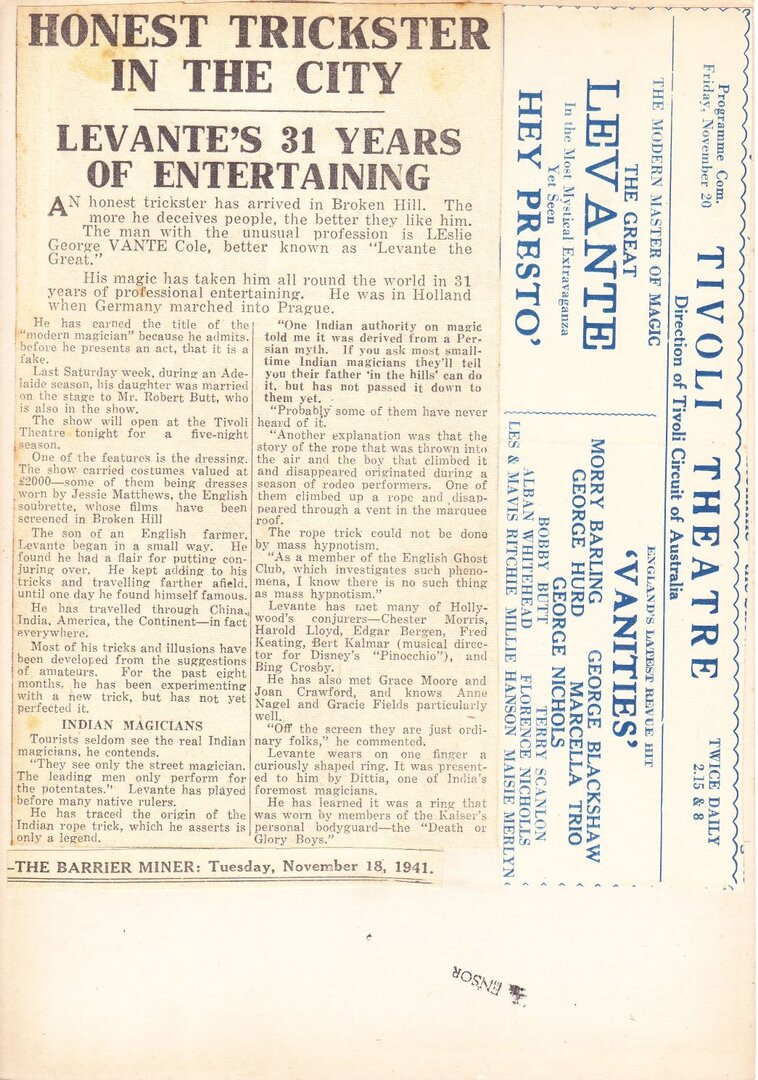 HONEST TRICKSTER
IN THE CITY
LEVANTE'S 31 YEARS
OF ENTERTAINING
AN honest trickster has arrived in Broken Hill. The
more he deceives people, the better they like him.
The man with the unusual profession is LEslie
George VANTE Cole, better known as "Levante the
Great."
His magic has taken him all round the world in 31
years of professional entertaining. He was in Holland
when Germany marched into Prague.
He has earned the title of the
"modern magician" because he admits,
before he presents an act, that it is a
fake.
Last Saturday week, during an Ade-
laide season, his daughter was married
on the stage to Mr. Robert Butt, who
is also in the show.
The show will open at the Tivoli
Theatre tonight for a five-night
season.
One of the features is the dressing.
The show carried costumes valued at
£2000—some of them being dresses
worn by Jessie Matthews, the English
soubrette, whose films have been
screened in Broken Hill
The son of an English farmer,
Levante began in a small way. He
found he had a flair for putting con-
juring over. He kept adding to his
tricks and travelling farther afield,
until one day he found himself famous.
He has travelled through China,
India, America, the Continent—in fact
everywhere.
Most of his tricks and illusions have
been developed from the suggestions
of amateurs. For the past eight
months, he has been experimenting
with a new trick, but has not yet
perfected it.
INDIAN MAGICIANS
Tourists seldom see the real Indian
magicians, he contends.
"They see only the street magician.
The leading men only perform for
the potentates." Levante has played
before many native rulers.
He has traced the origin of the
Indian rope trick, which he asserts is
only a legend.
"One Indian authority on magic
told me it was derived from a Per-
sian myth. If you ask most small-
time Indian magicians they'll tell
you their father 'in the hills' can do
it, but has not passed it down to
them yet.
"Probably some of them have never
heard of it.
"Another explanation was that the
story of the rope that was thrown into
the air and the boy that climbed it
and disappeared originated during a
season of rodeo performers. One of
them climbed up a rope and disap-
peared through a vent in the marquee
roof.
The rope trick could not be done
by mass hypnotism.
"As a member of the English Ghost
Club, which investigates such pheno-
mena, I know there is no such thing
as mass hypnotism."
Levante has met many of Holly-
wood's conjurers—Chester Morris,
Harold Lloyd, Edgar Bergen, Fred
Keating, Bert Kalmar (musical direc-
tor for Disney's "Pinocchio"), and
Bing Crosby.
He has also met Grace Moore and
Joan Crawford, and knows Anne
Nagel and Gracie Fields particularly
well.
"Off the screen they are just ordi-
nary folks," he commented.
Levante wears on one finger a
curiously shaped ring. It was present-
ed to him by Dittia, one of India's
foremost magicians.
He has learned it was a ring that
was worn by members of the Kaiser's
personal bodyguard—the "Death or
Glory Boys."
—THE BARRIER MINER: Tuesday, November 18, 1941.
Programme Com.
Friday, November 20
TIVOLI THEATRE
Direction of Tivoli Circuit of Australia
TWICE DAILY
2.15 & 8
THE MODERN MASTER OF MAGIC
THE GREAT
LEVANTE
In the Most Mystical Extravaganza
Yet Seen
HEY PRESTO'
ENGLAND'S LATEST REVUE HIT
'VANITIES'
MORRY BARLING GEORGE BLACKSHAW
GEORGE HURD MARCELLA TRIO
GEORGE NICHOLS
BOBBY BUTT TERRY SCANLON
ALBAN WHITEHEAD FLORENCE NICHOLLS
LES & MAVIS RITCHIE MILLIE HANSON MAISIE MERLYN
ENSOR